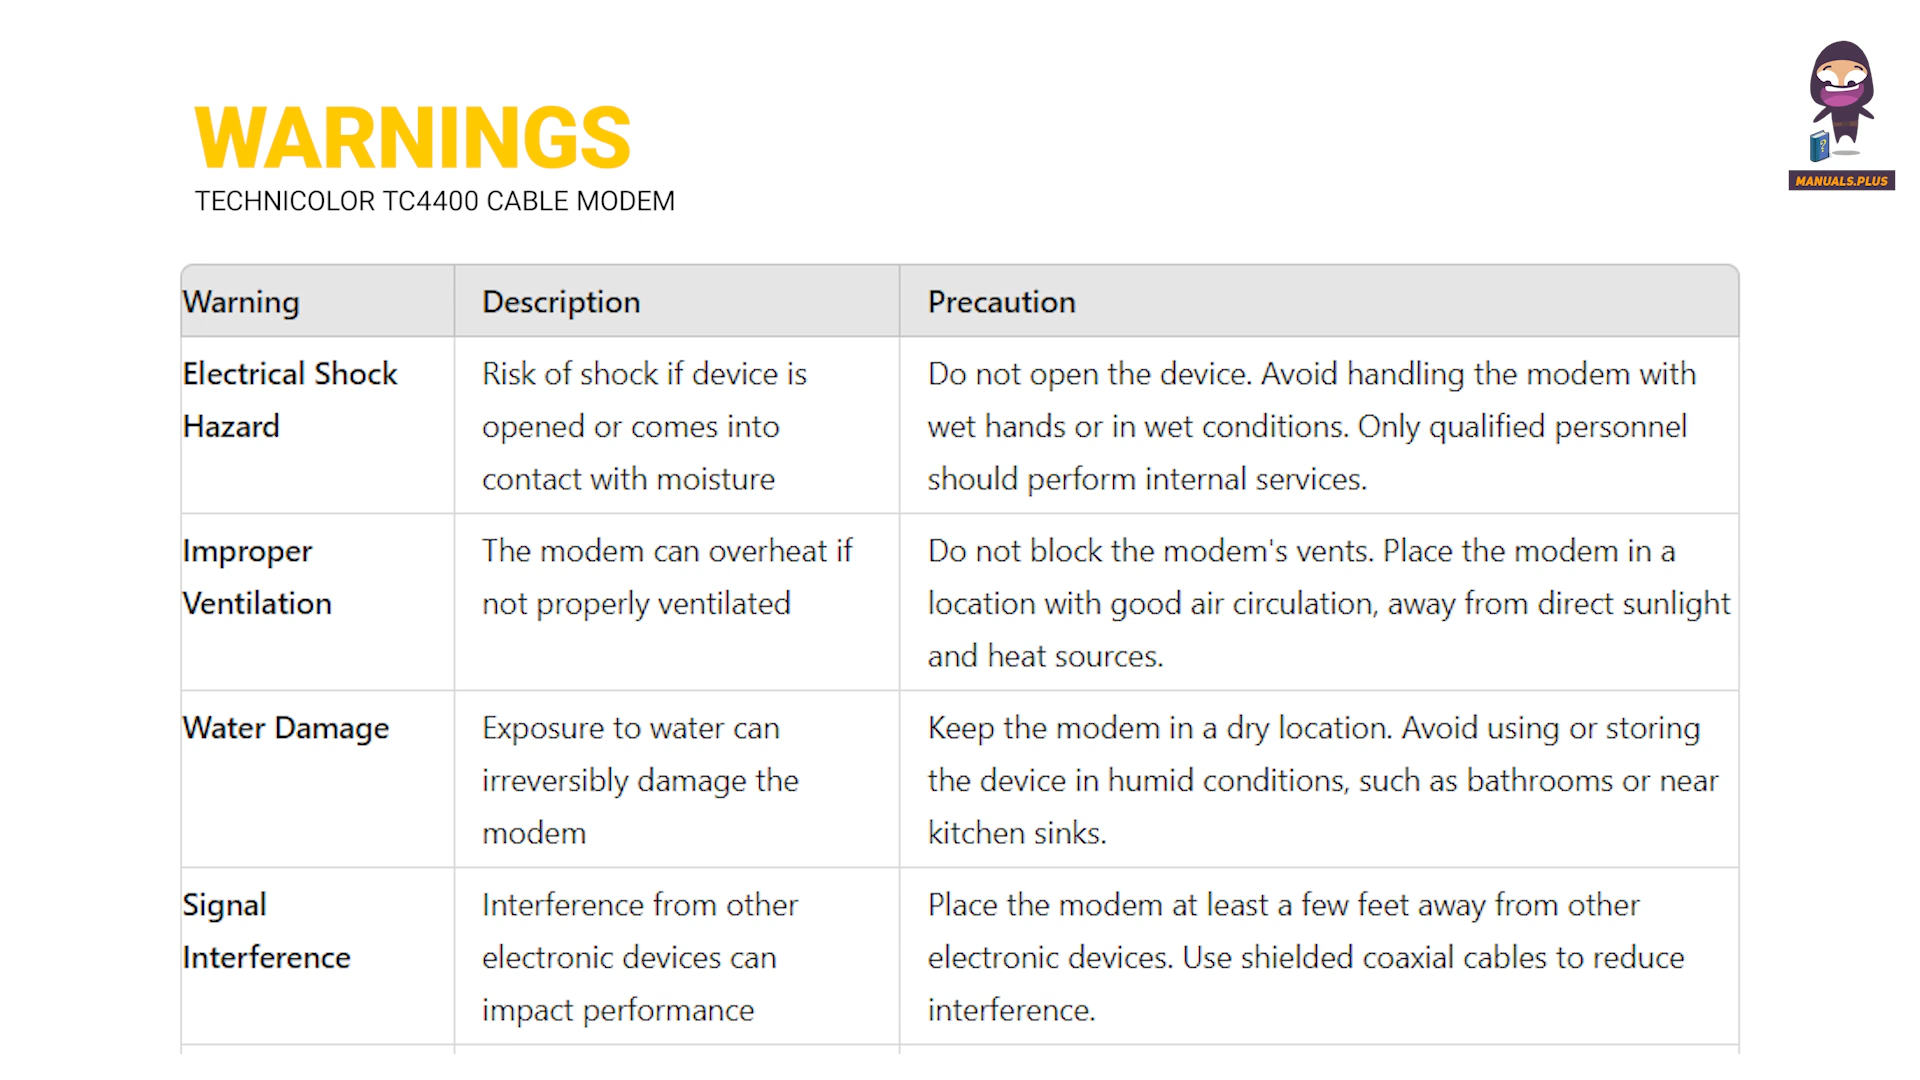 WARNINGS
TECHNICOLOR TC4400 CABLE MODEM
?
MANUALS.PLUS
Warning
Description
Precaution
Electrical Shock
Hazard
Risk of shock if device is
opened or comes into
contact with moisture
Do not open the device. Avoid handling the modem with
wet hands or in wet conditions. Only qualified personnel
should perform internal services.
Improper
Ventilation
The modem can overheat if
not properly ventilated
Do not block the modem's vents. Place the modem in a
location with good air circulation, away from direct sunlight
and heat sources.
Water Damage
Exposure to water can
irreversibly damage the
modem
Keep the modem in a dry location. Avoid using or storing
the device in humid conditions, such as bathrooms or near
kitchen sinks.
Signal
Interference
Interference from other
electronic devices can
impact performance
Place the modem at least a few feet away from other
electronic devices. Use shielded coaxial cables to reduce
interference.